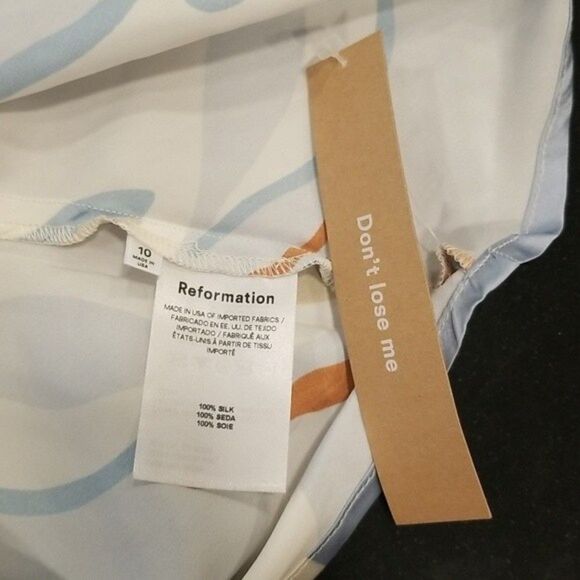 10
MADE IN
USA
Reformation
MADE IN USA OF IMPORTED FABRICS /
FABRICADO EN EE. UU. DE TEJIDO
IMPORTADO / FABRIQUÉ AUX
ÉTATS-UNIS À PARTIR DE TISSU
IMPORTÉ
100% SILK
100% SEDA
100% SOIE
Don't lose me